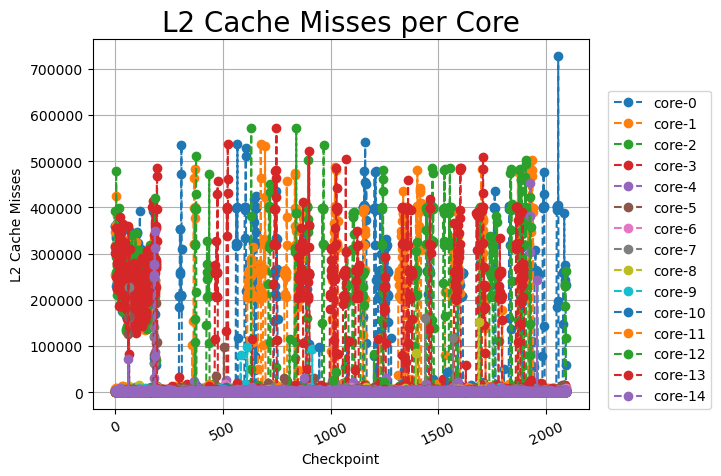 L2 Cache Misses per Core
700000
600000
500000
400000
300000
200000
100000
0
L2 Cache Misses
0
500
1000
1500
2000
Checkpoint
core-0
core-1
core-2
core-3
core-4
core-5
core-6
core-7
core-8
core-9
core-10
core-11
core-12
core-13
core-14